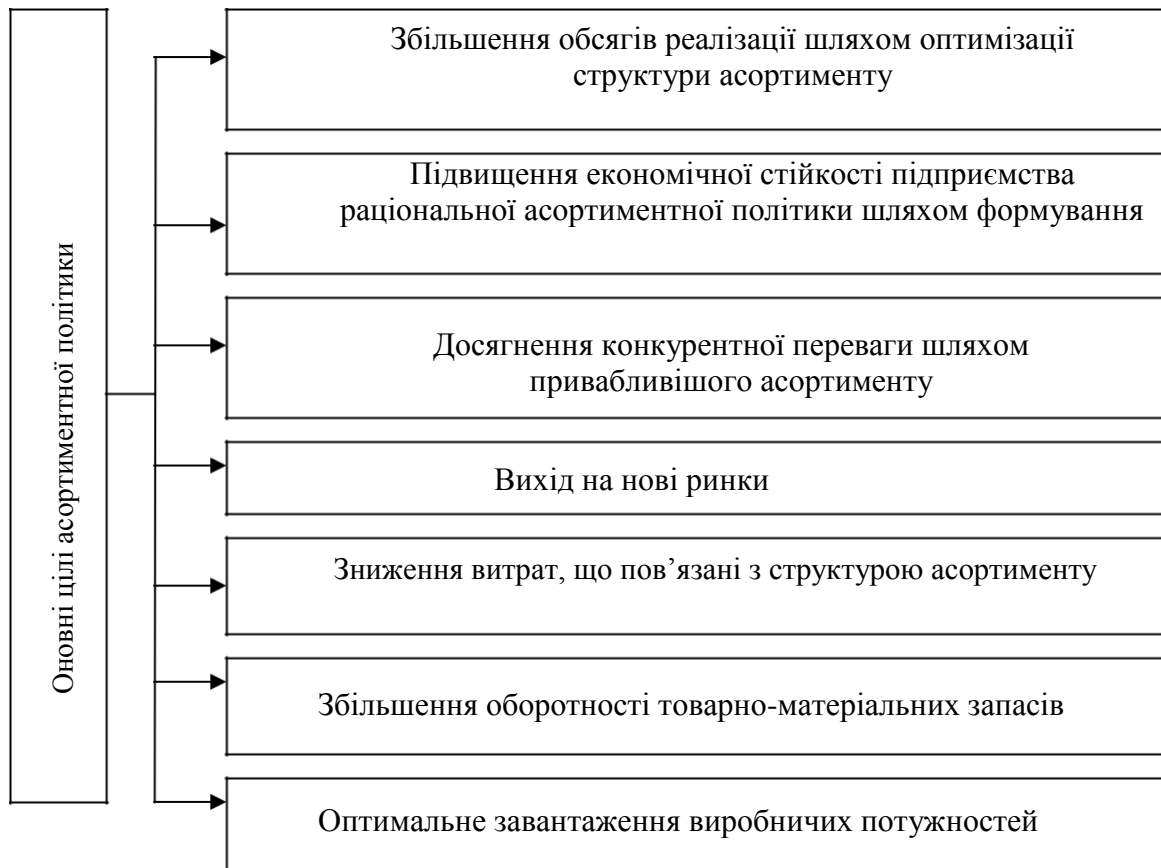 Оновні цілі асортиментної політики
Збільшення обсягів реалізації шляхом оптимізації
структури асортименту
Підвищення економічної стійкості підприємства
раціональної асортиментної політики шляхом формування
Досягнення конкурентної переваги шляхом
привабливішого асортименту
Вихід на нові ринки
Зниження витрат, що пов’язані з структурою асортименту
Збільшення оборотності товарно-матеріальних запасів
Оптимальне завантаження виробничих потужностей